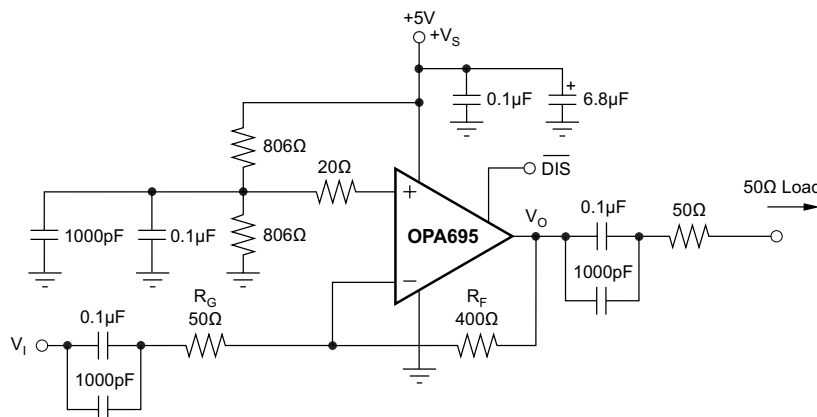 +5V
+VS
0.1µF
6.8µF
806Ω
20Ω
DIS
50Ω Load
1000pF
0.1µF
806Ω
+
OPA695
−
VO
0.1µF
50Ω
1000pF
RG
50Ω
RF
400Ω
VI
0.1µF
1000pF